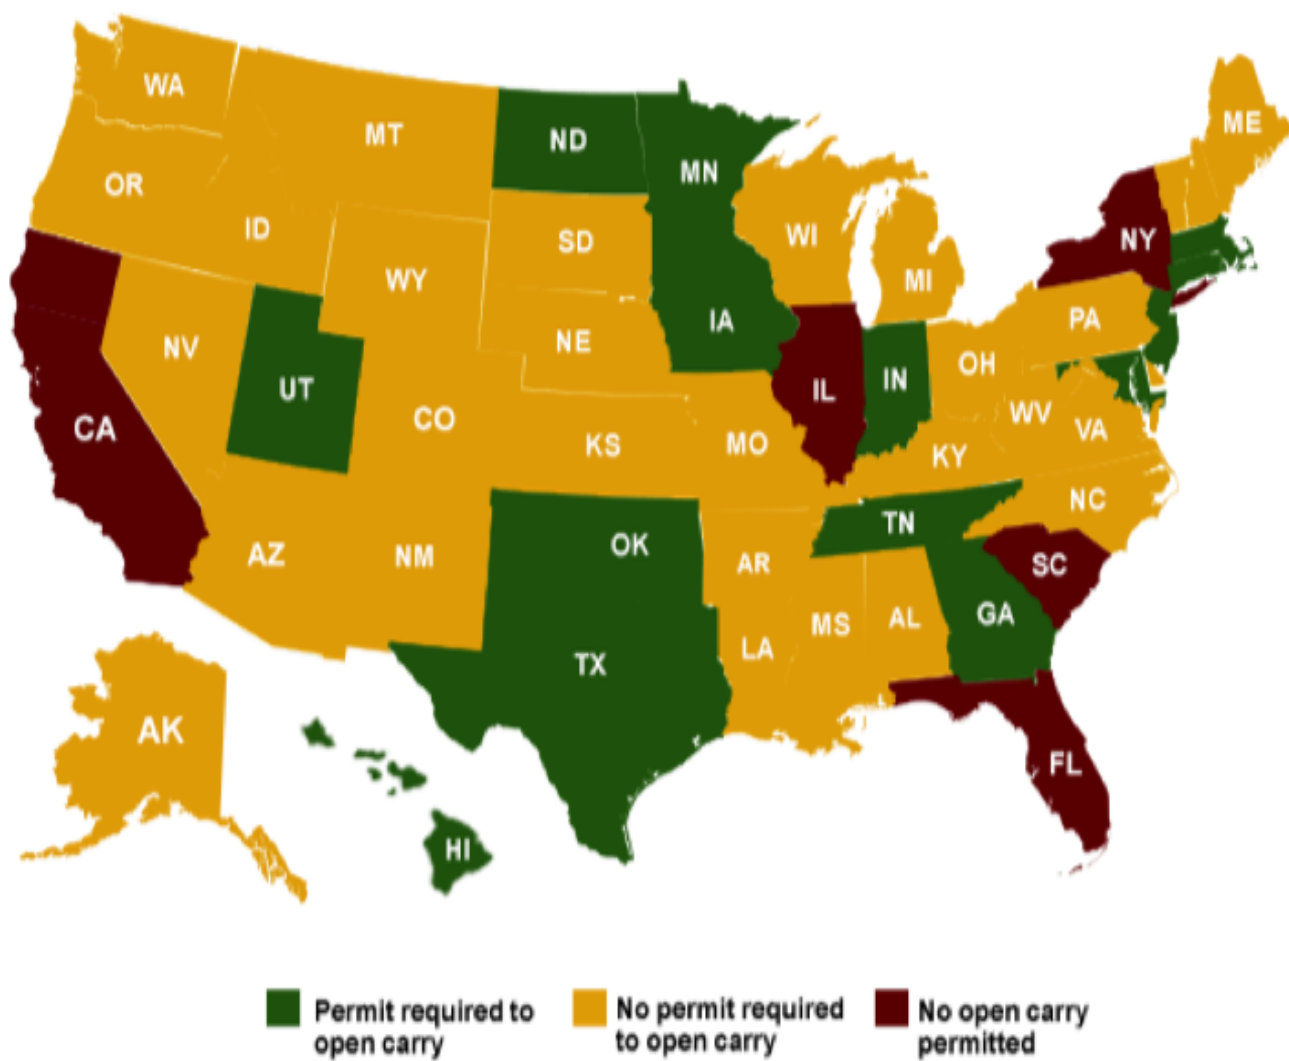 WA
MT
ND
MN
ME
OR
ID
SD
WI
NY
WY
MI
IA
PA
NV
NE
OH
UT
IN
IL
CO
WV
CA
KS
MO
VA
KY
NC
TN
OK
AZ
NM
AR
SC
GA
MS
AL
LA
TX
AK
FL
HI
Permit required to
open carry
No permit required
to open carry
No open carry
permitted